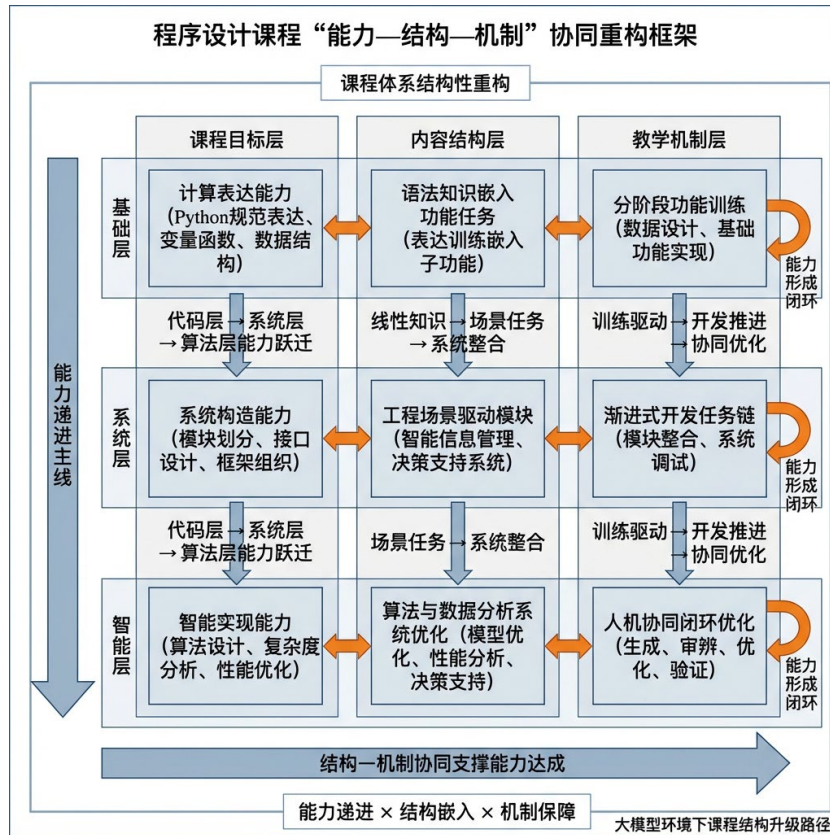 程序设计课程“能力—结构—机制”协同重构框架
课程体系结构性重构
课程目标层
内容结构层
教学机制层
能力递进主线
基础层
计算表达能力
（Python规范表达、
变量函数、数据结
构）
语法知识嵌入
功能任务
（表达训练嵌入
子功能）
分阶段功能训练
（数据设计、基础
功能实现）
能力
形成
闭环
代码层→系统层
→算法层能力跃迁
线性知识→场景任务
→系统整合
训练驱动→开发推进
→协同优化
系统层
系统构造能力
（模块划分、接口
设计、框架组织）
工程场景驱动模块
（智能信息管理、
决策支持系统）
渐进式开发任务链
（模块整合、系统
调试）
能力
形成
闭环
代码层→系统层
→算法层能力跃迁
场景任务→系统整合
训练驱动→开发推进
→协同优化
智能层
智能实现能力
（算法设计、复杂度
分析、性能优化）
算法与数据分析系
统优化（模型优
化、性能分析、
决策支持）
人机协同闭环优化
（生成、审辨、优
化、验证）
能力
形成
闭环
结构—机制协同支撑能力达成
能力递进 × 结构嵌入 × 机制保障
大模型环境下课程结构升级路径